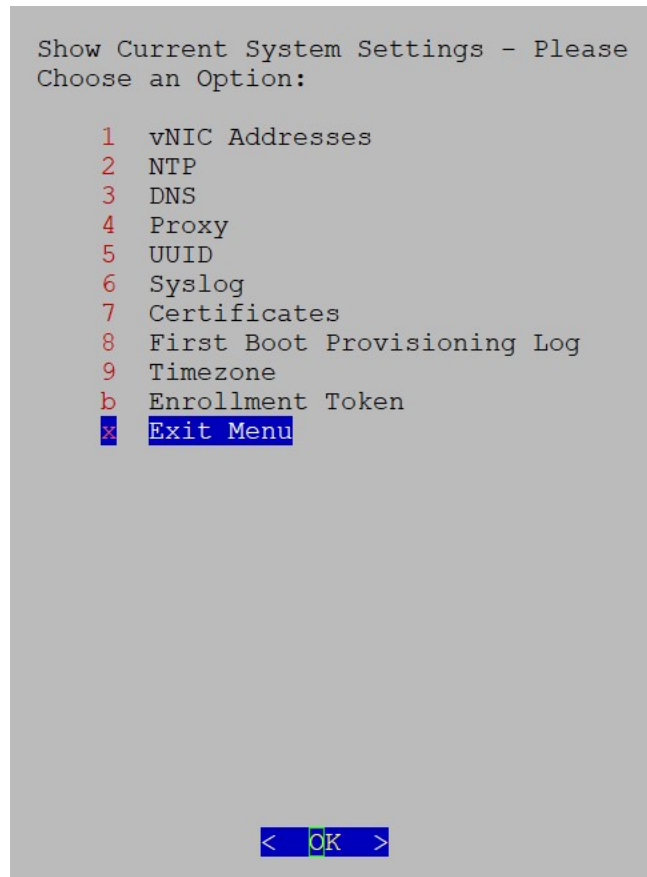 Show Current System Settings - Please
Choose an Option:
1 vNIC Addresses
2 NTP
3 DNS
4 Proxy
5 UUID
6 Syslog
7 Certificates
8 First Boot Provisioning Log
9 Timezone
b Enrollment Token
x Exit Menu
< OK >